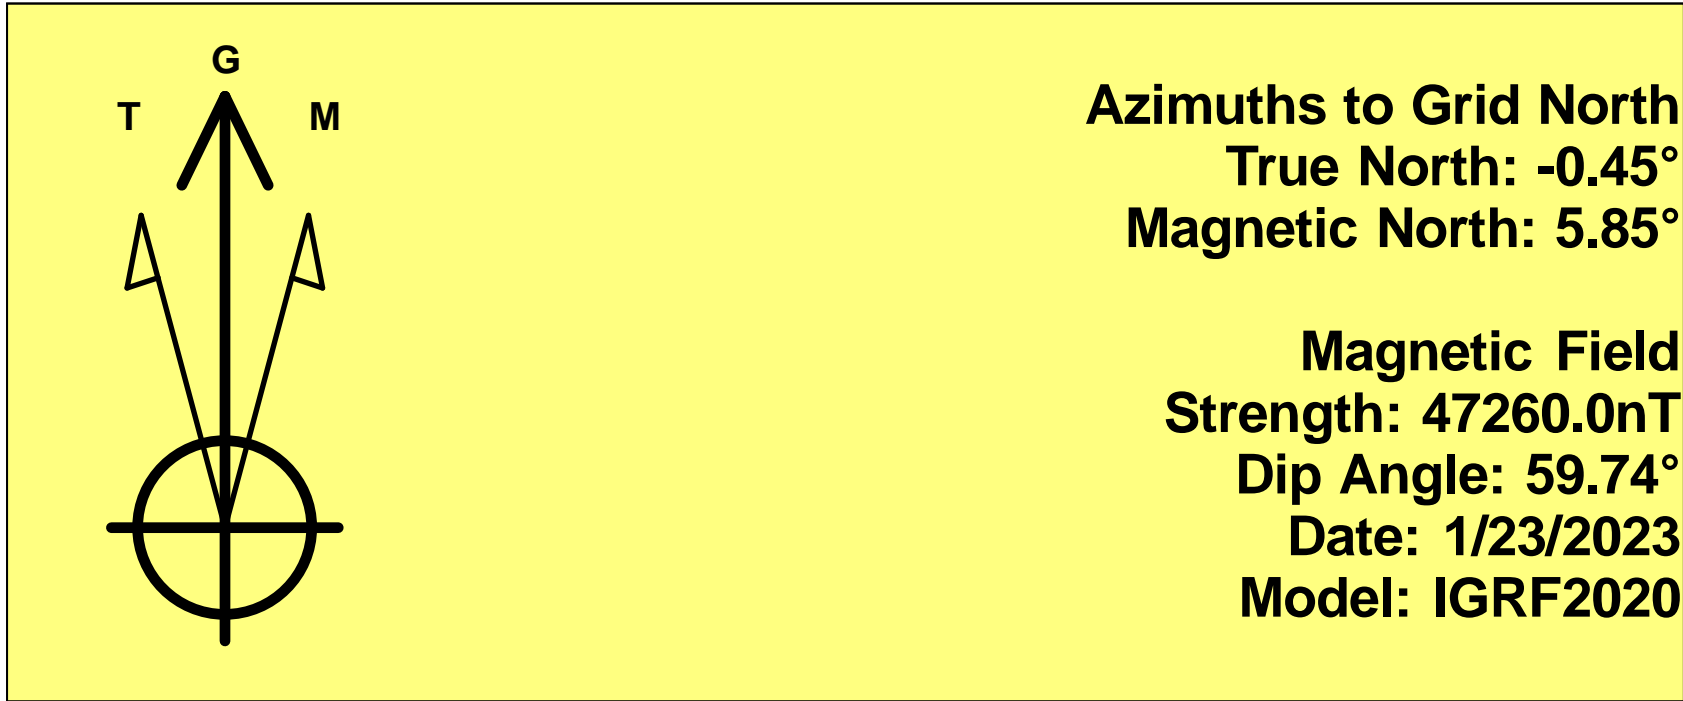 G
T M
Azimuths to Grid North
True North: -0.45°
Magnetic North: 5.85°
Magnetic Field
Strength: 47260.0nT
Dip Angle: 59.74°
Date: 1/23/2023
Model: IGRF2020